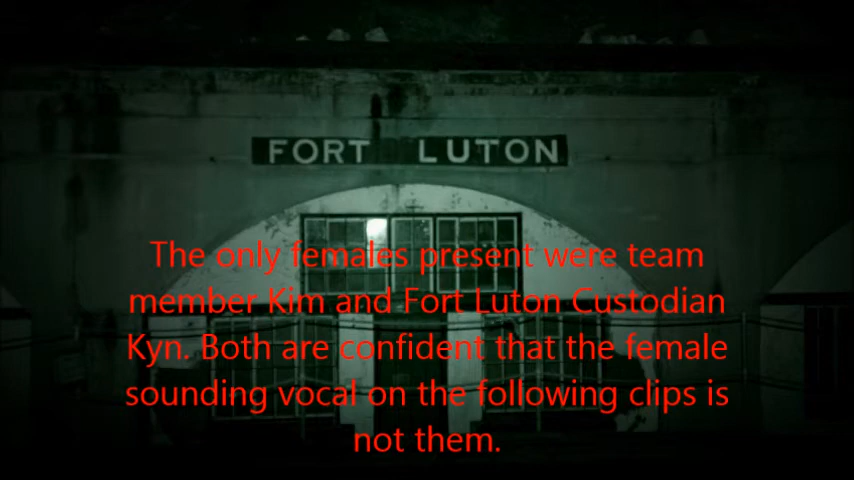 FORT LUTON
The only females present were team
member Kim and Fort Luton Custodian
Kyn. Both are confident that the female
sounding vocal on the following clips is
not them.